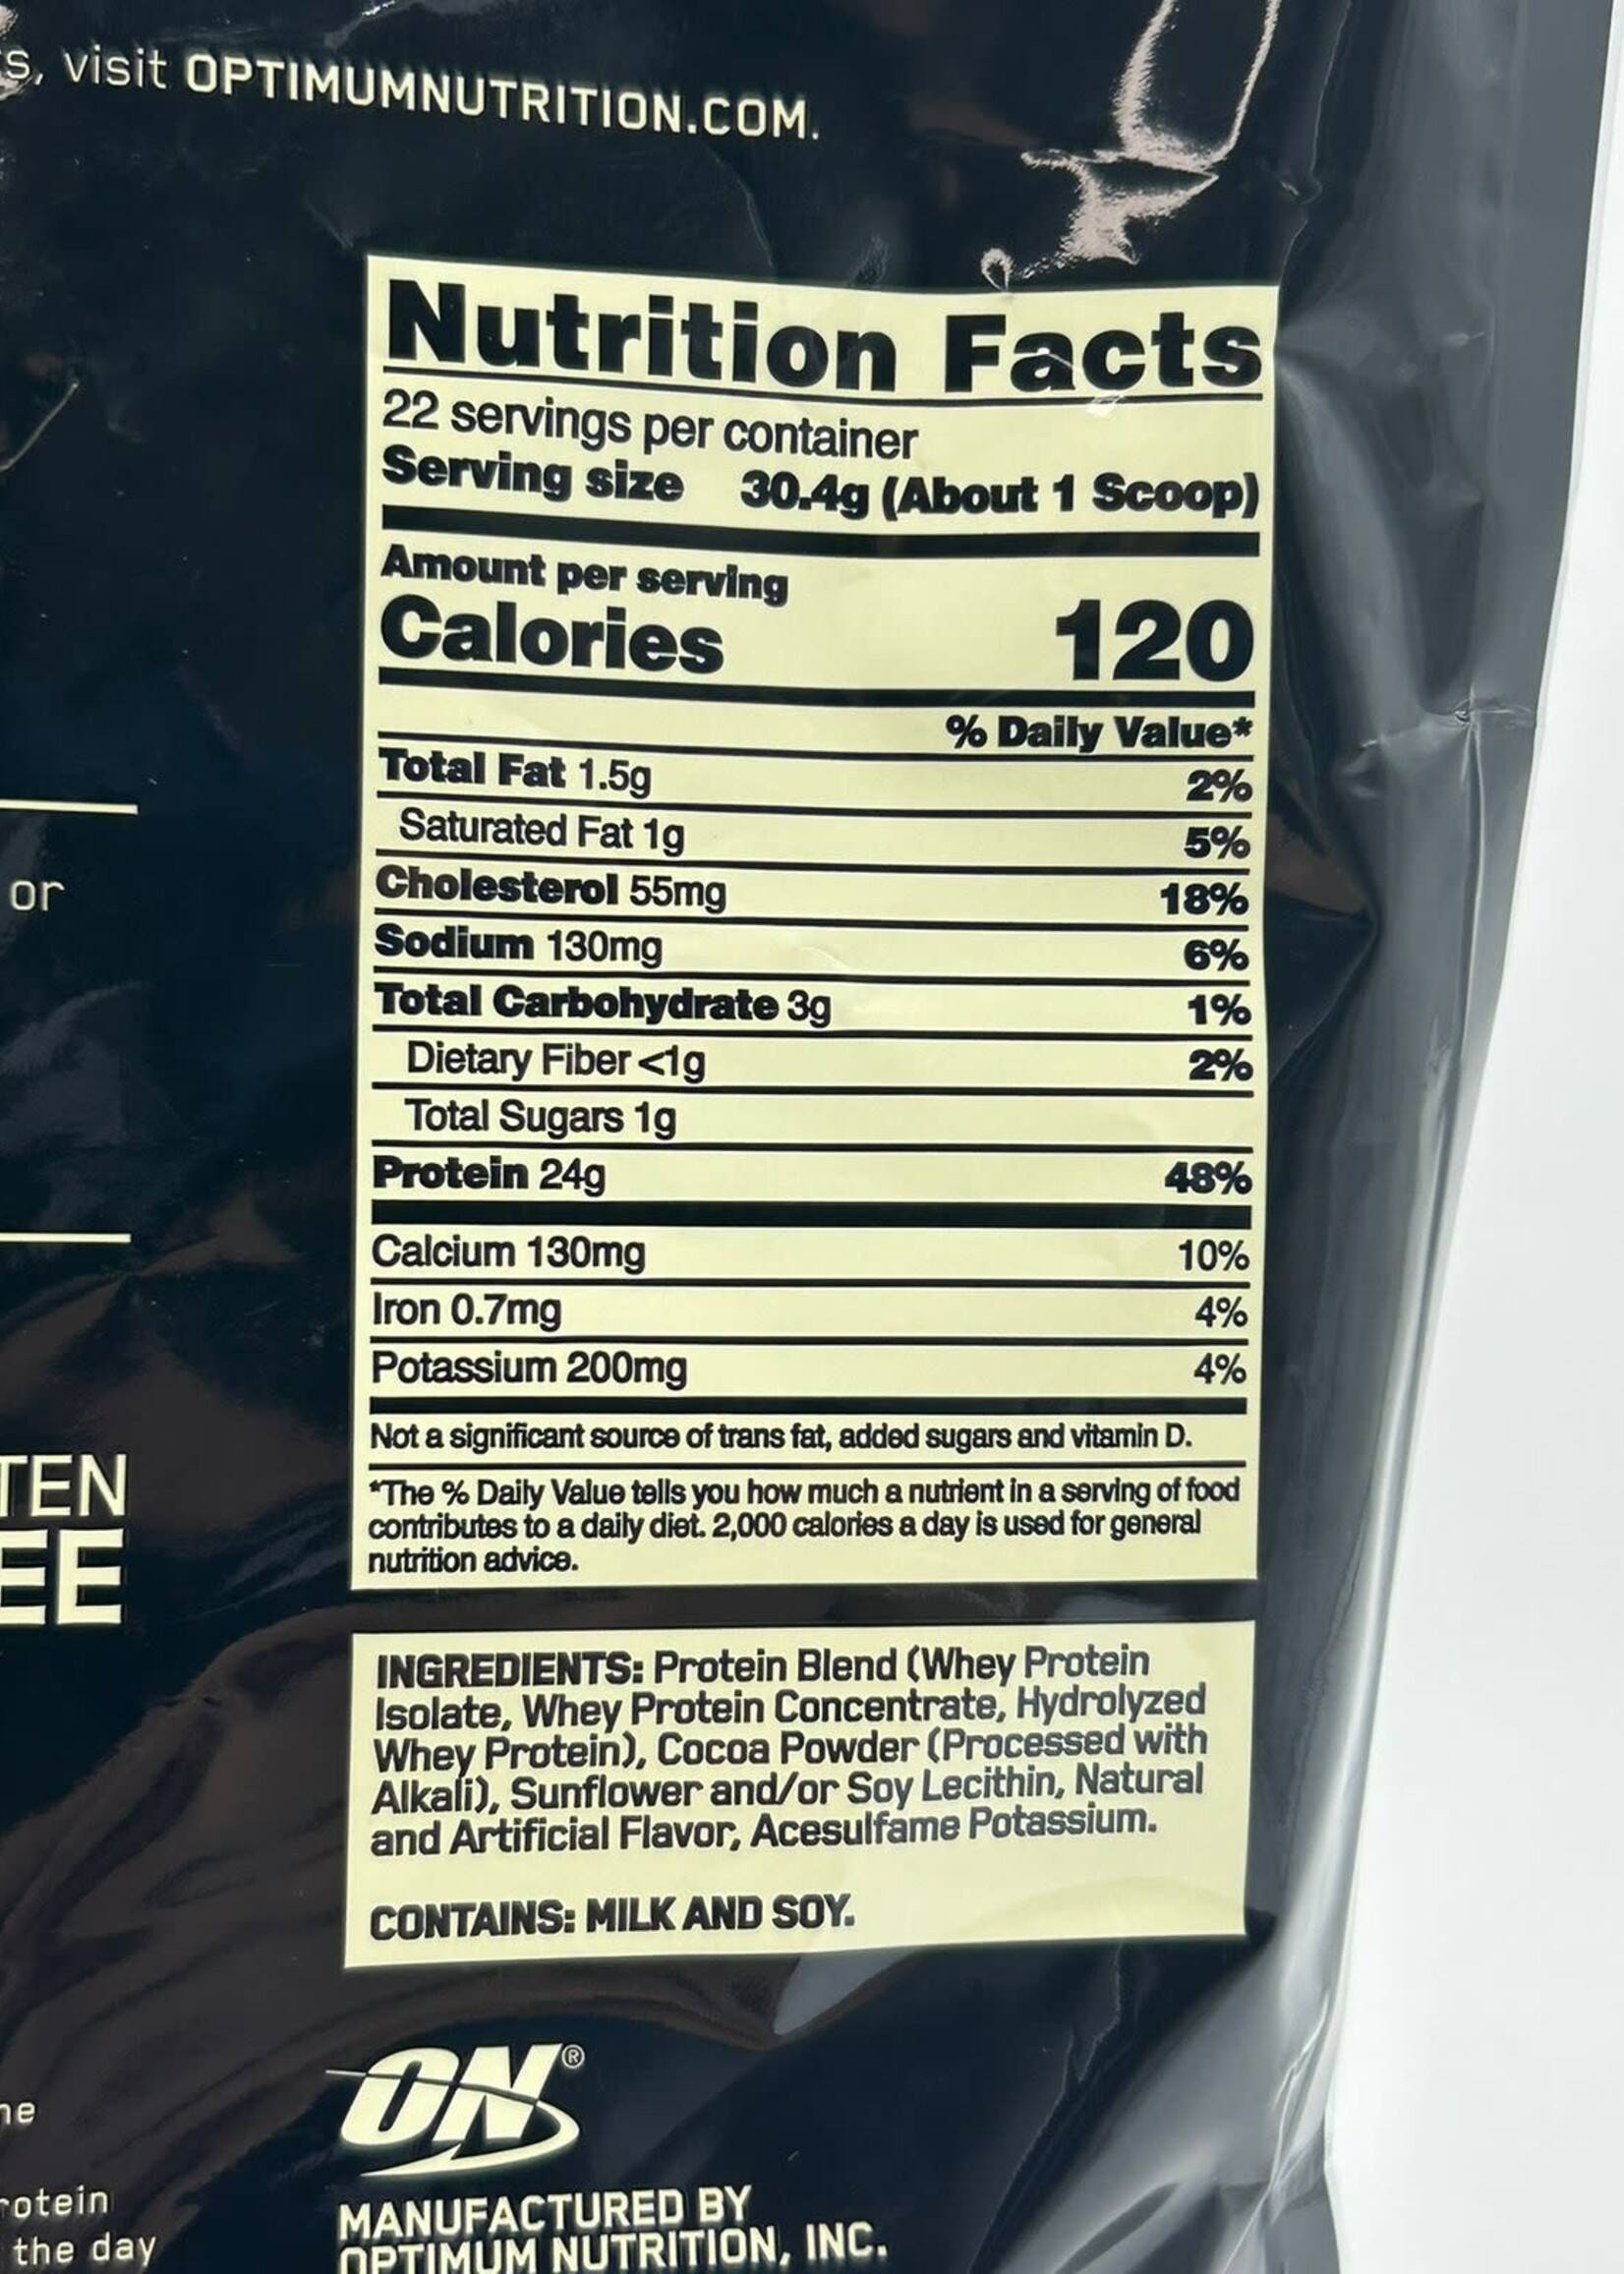 s, visit OPTIMUMNUTRITION.COM.
Nutrition Facts
22 servings per container
Serving size 30.4g (About 1 Scoop)
Amount per serving
Calories 120
% Daily Value*
Total Fat 1.5g 2%
Saturated Fat 1g 5%
Cholesterol 55mg 18%
Sodium 130mg 6%
Total Carbohydrate 3g 1%
Dietary Fiber <1g 2%
Total Sugars 1g
Protein 24g 48%
Calcium 130mg 10%
Iron 0.7mg 4%
Potassium 200mg 4%
Not a significant source of trans fat, added sugars and vitamin D.
*The % Daily Value tells you how much a nutrient in a serving of food
contributes to a daily diet. 2,000 calories a day is used for general
nutrition advice.
INGREDIENTS: Protein Blend (Whey Protein
Isolate, Whey Protein Concentrate, Hydrolyzed
Whey Protein), Cocoa Powder (Processed with
Alkali), Sunflower and/or Soy Lecithin, Natural
and Artificial Flavor, Acesulfame Potassium.
CONTAINS: MILK AND SOY.
ON®
MANUFACTURED BY
OPTIMUM NUTRITION, INC.
or
TEN
EE
ne
rotein
the day